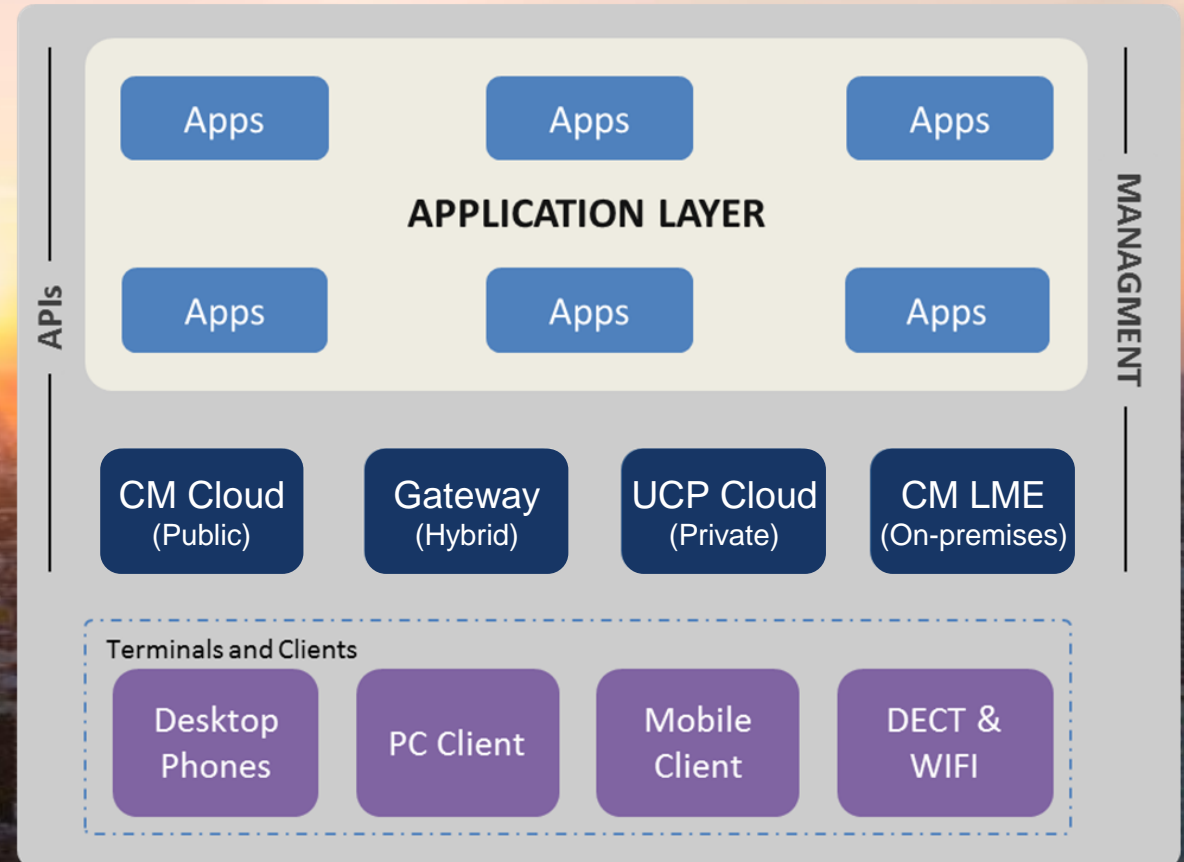 Apps
Apps
Apps
APPLICATION LAYER
Apps
Apps
Apps
APIs
MANAGMENT
CM Cloud
(Public)
Gateway
(Hybrid)
UCP Cloud
(Private)
CM LME
(On-premises)
Terminals and Clients
Desktop
Phones
PC Client
Mobile
Client
DECT &
WIFI